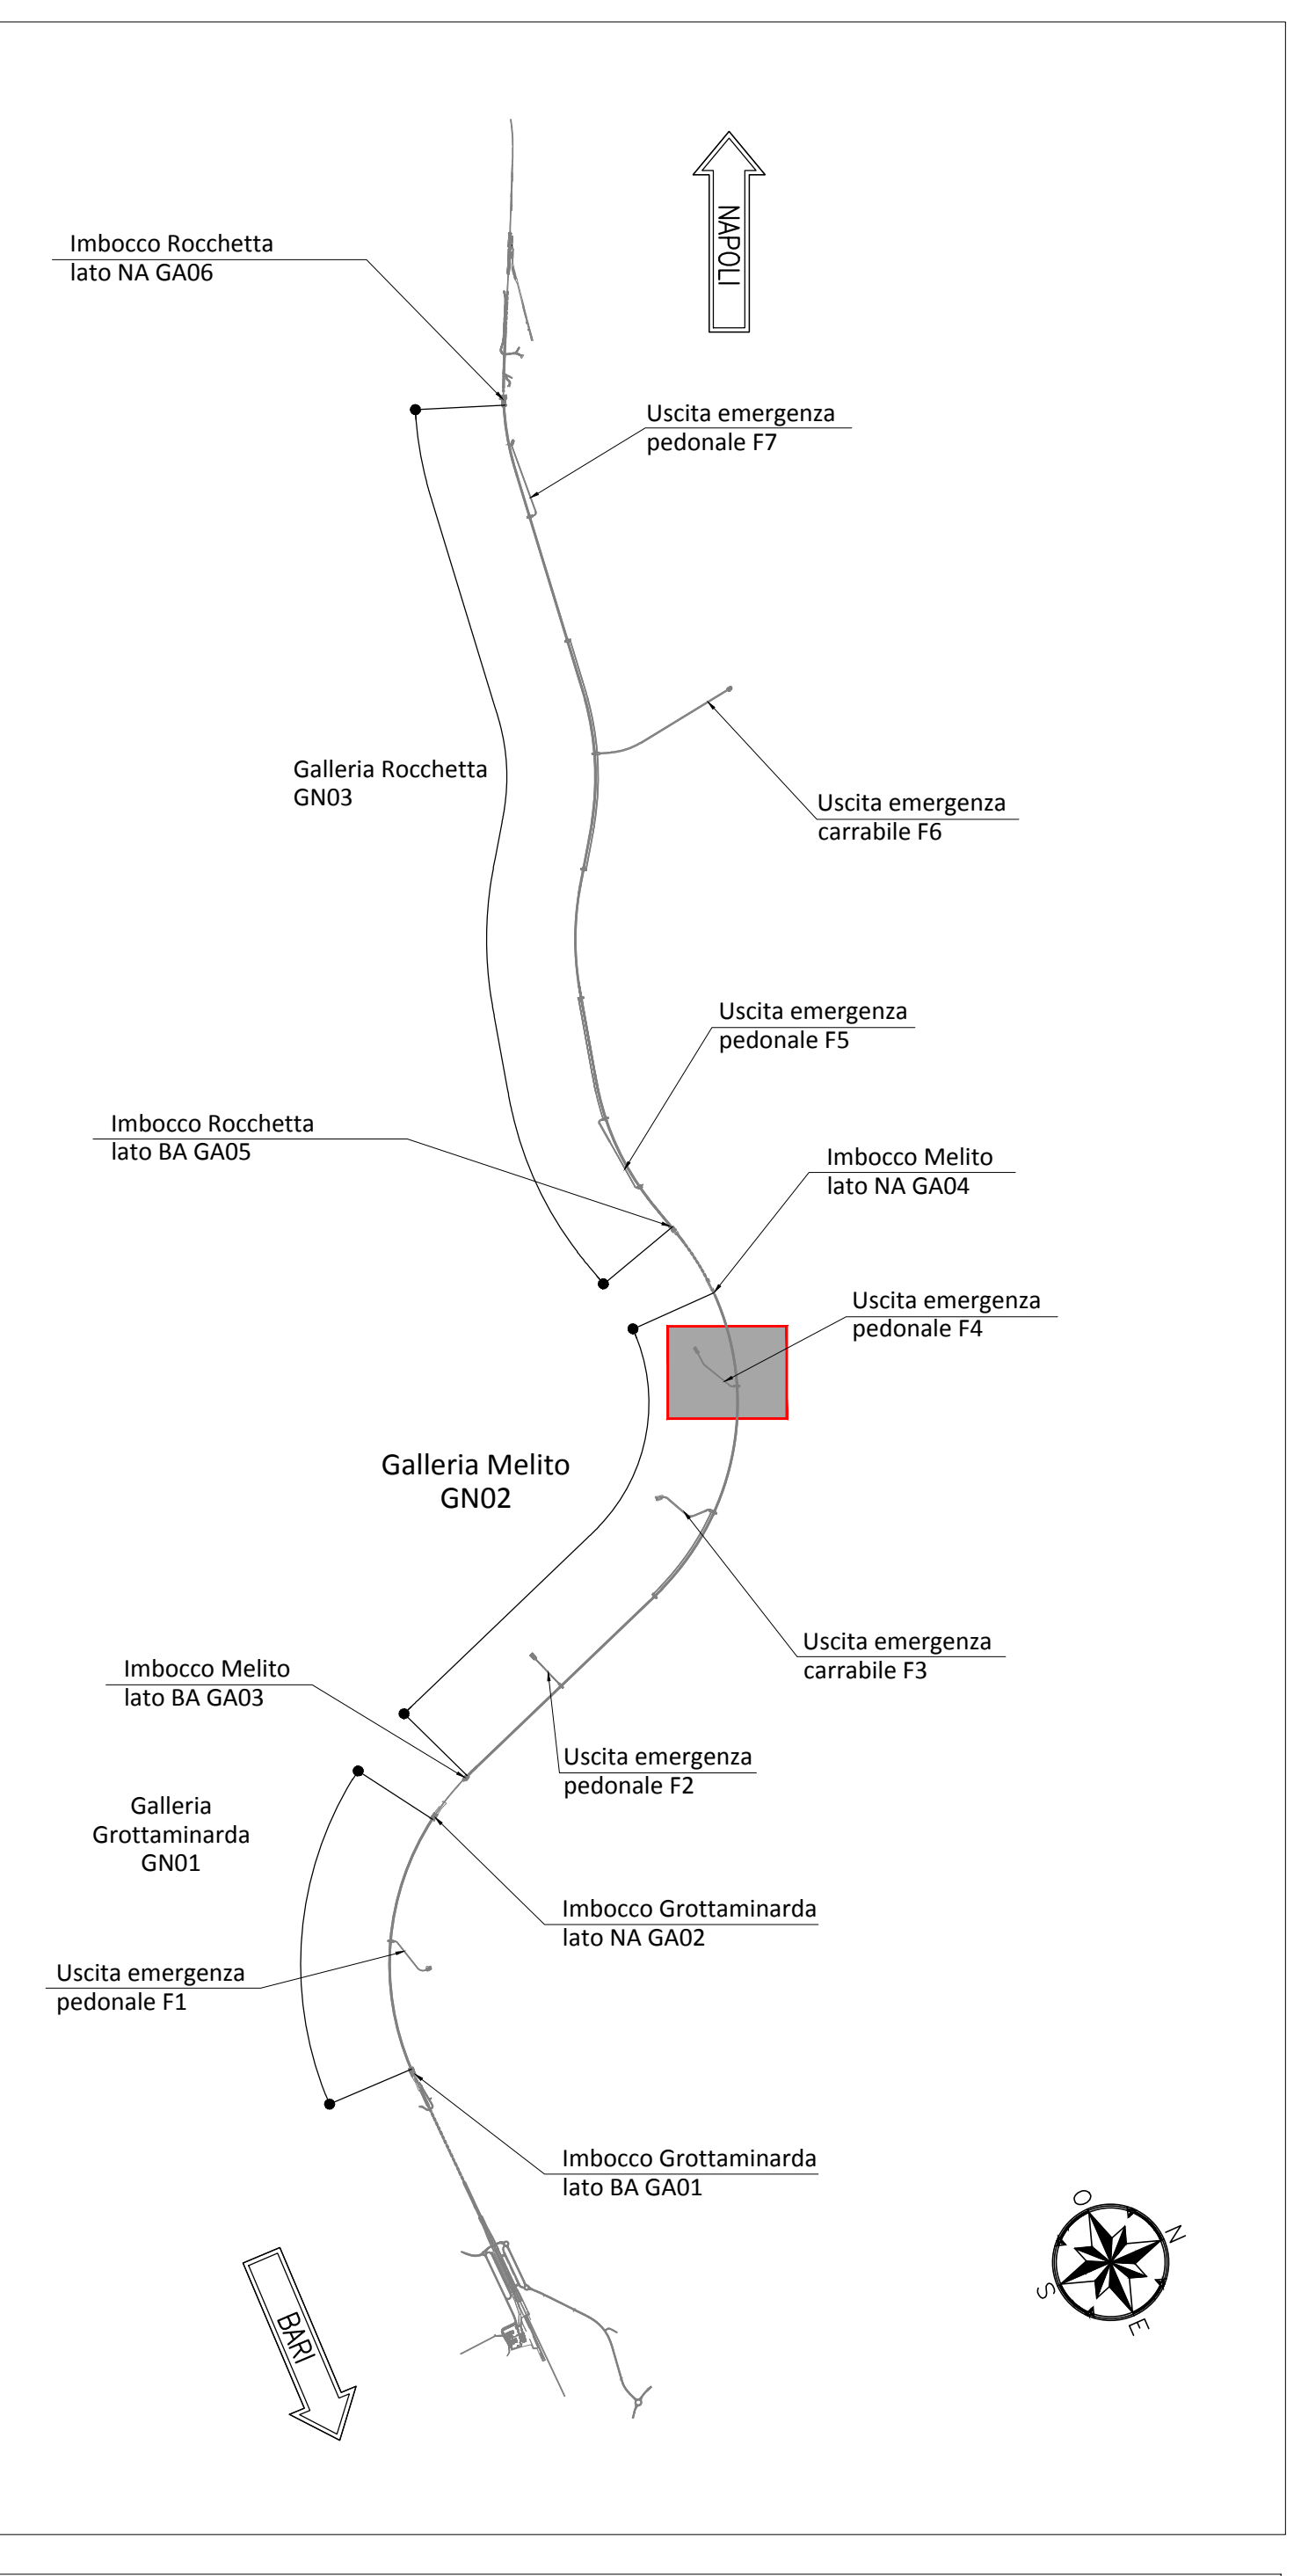 NAPOLI
Imbocco Rocchetta
lato NA GA06
Uscita emergenza
pedonale F7
Galleria Rocchetta
GN03
Uscita emergenza
carrabile F6
Uscita emergenza
pedonale F5
Imbocco Rocchetta
lato BA GA05
Imbocco Melito
lato NA GA04
Uscita emergenza
pedonale F4
Galleria Melito
GN02
Uscita emergenza
carrabile F3
Imbocco Melito
lato BA GA03
Uscita emergenza
pedonale F2
Galleria
Grottaminarda
GN01
Imbocco Grottaminarda
lato NA GA02
Uscita emergenza
pedonale F1
Imbocco Grottaminarda
lato BA GA01
O
N
S
E
BARI